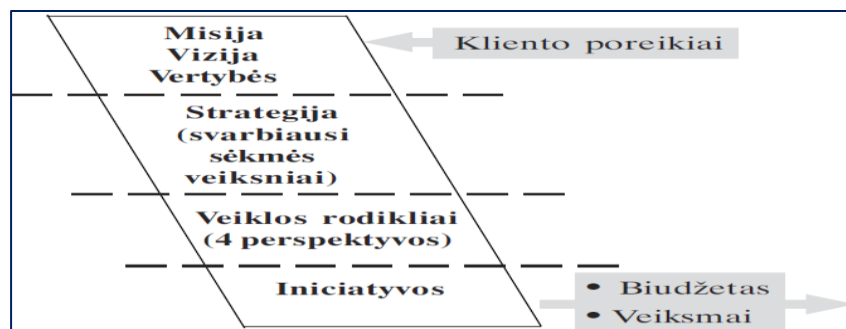 Misija
Vizija
Vertybės
Kliento poreikiai
Strategija
(svarbiausi
sėkmės
veiksniai)
Veiklos rodikliai
(4 perspektyvos)
Iniciatyvos
• Biudžetas
• Veiksmai